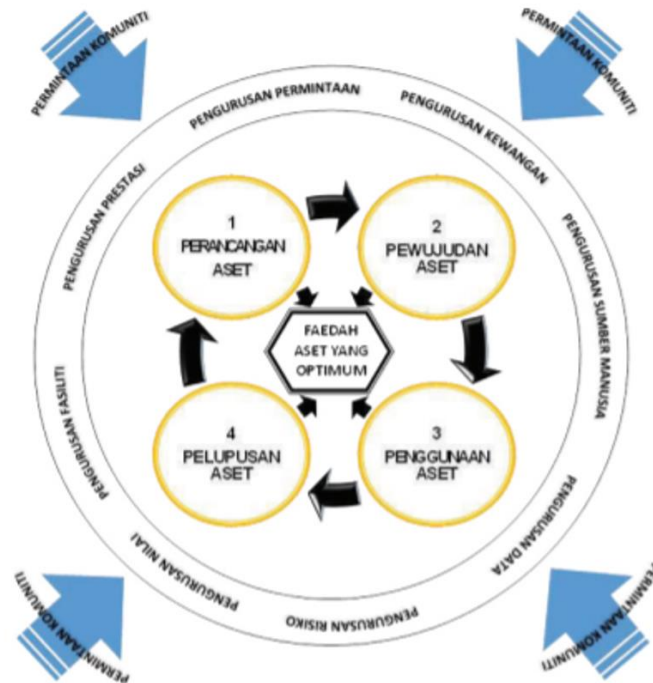 PERMINTAAN KOMUNITI
PERMINTAAN KOMUNITI
PENGURUSAN PERMINTAAN
PENGURUSAN KEWANGAN
PENGURUSAN PRESTASI
PENGURUSAN SUMBER MANUSIA
1
PERANCANGAN
ASET
2
PEWUJUDAN
ASET
FAEDAH
ASET YANG
OPTIMUM
4
PELUPUSAN
ASET
3
PENGGUNAAN
ASET
PENGURUSAN FASILITI
PENGURUSAN DATA
PENGURUSAN NILAI
PENGURUSAN RISIKO
PERMINTAAN KOMUNITI
PERMINTAAN KOMUNITI